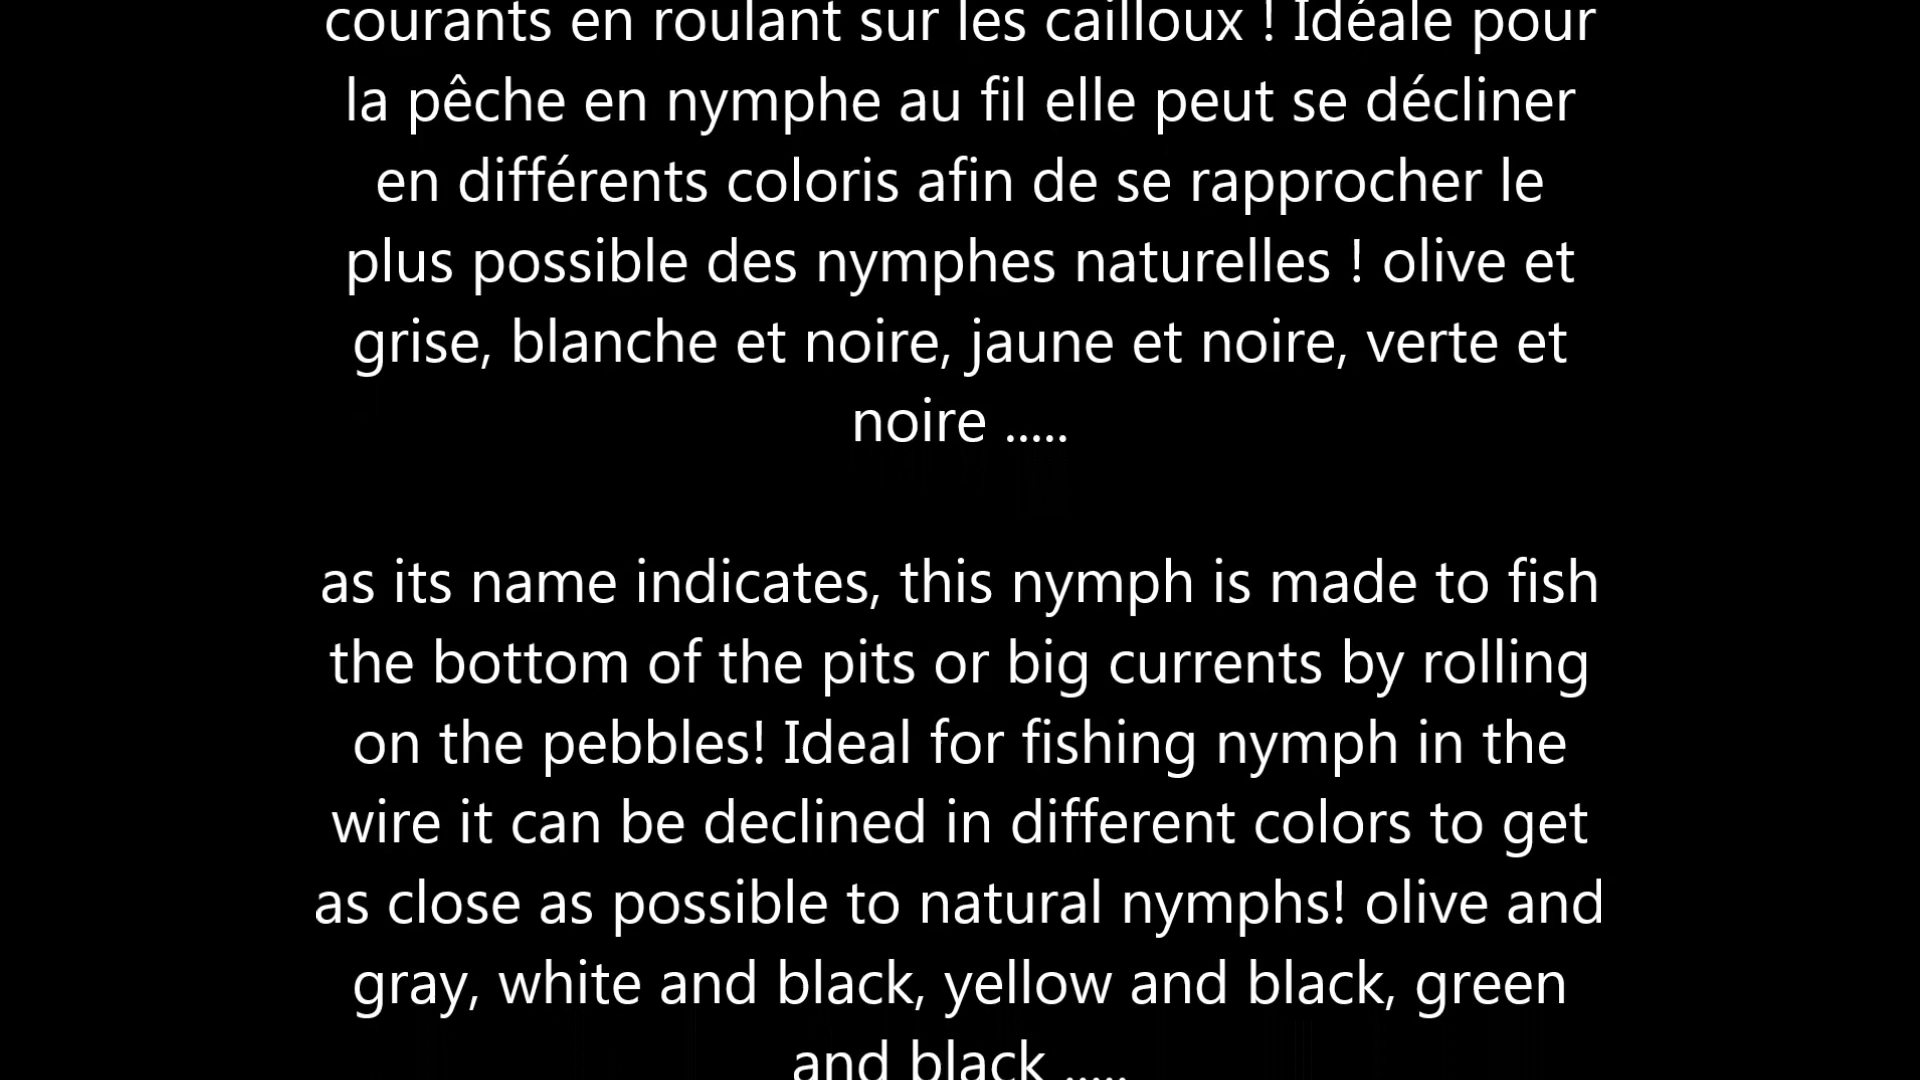 courants en roulant sur les cailloux ! Idéale pour
la pêche en nymphe au fil elle peut se décliner
en différents coloris afin de se rapprocher le
plus possible des nymphes naturelles ! olive et
grise, blanche et noire, jaune et noire, verte et
noire .....
as its name indicates, this nymph is made to fish
the bottom of the pits or big currents by rolling
on the pebbles! Ideal for fishing nymph in the
wire it can be declined in different colors to get
as close as possible to natural nymphs! olive and
gray, white and black, yellow and black, green
and black .....